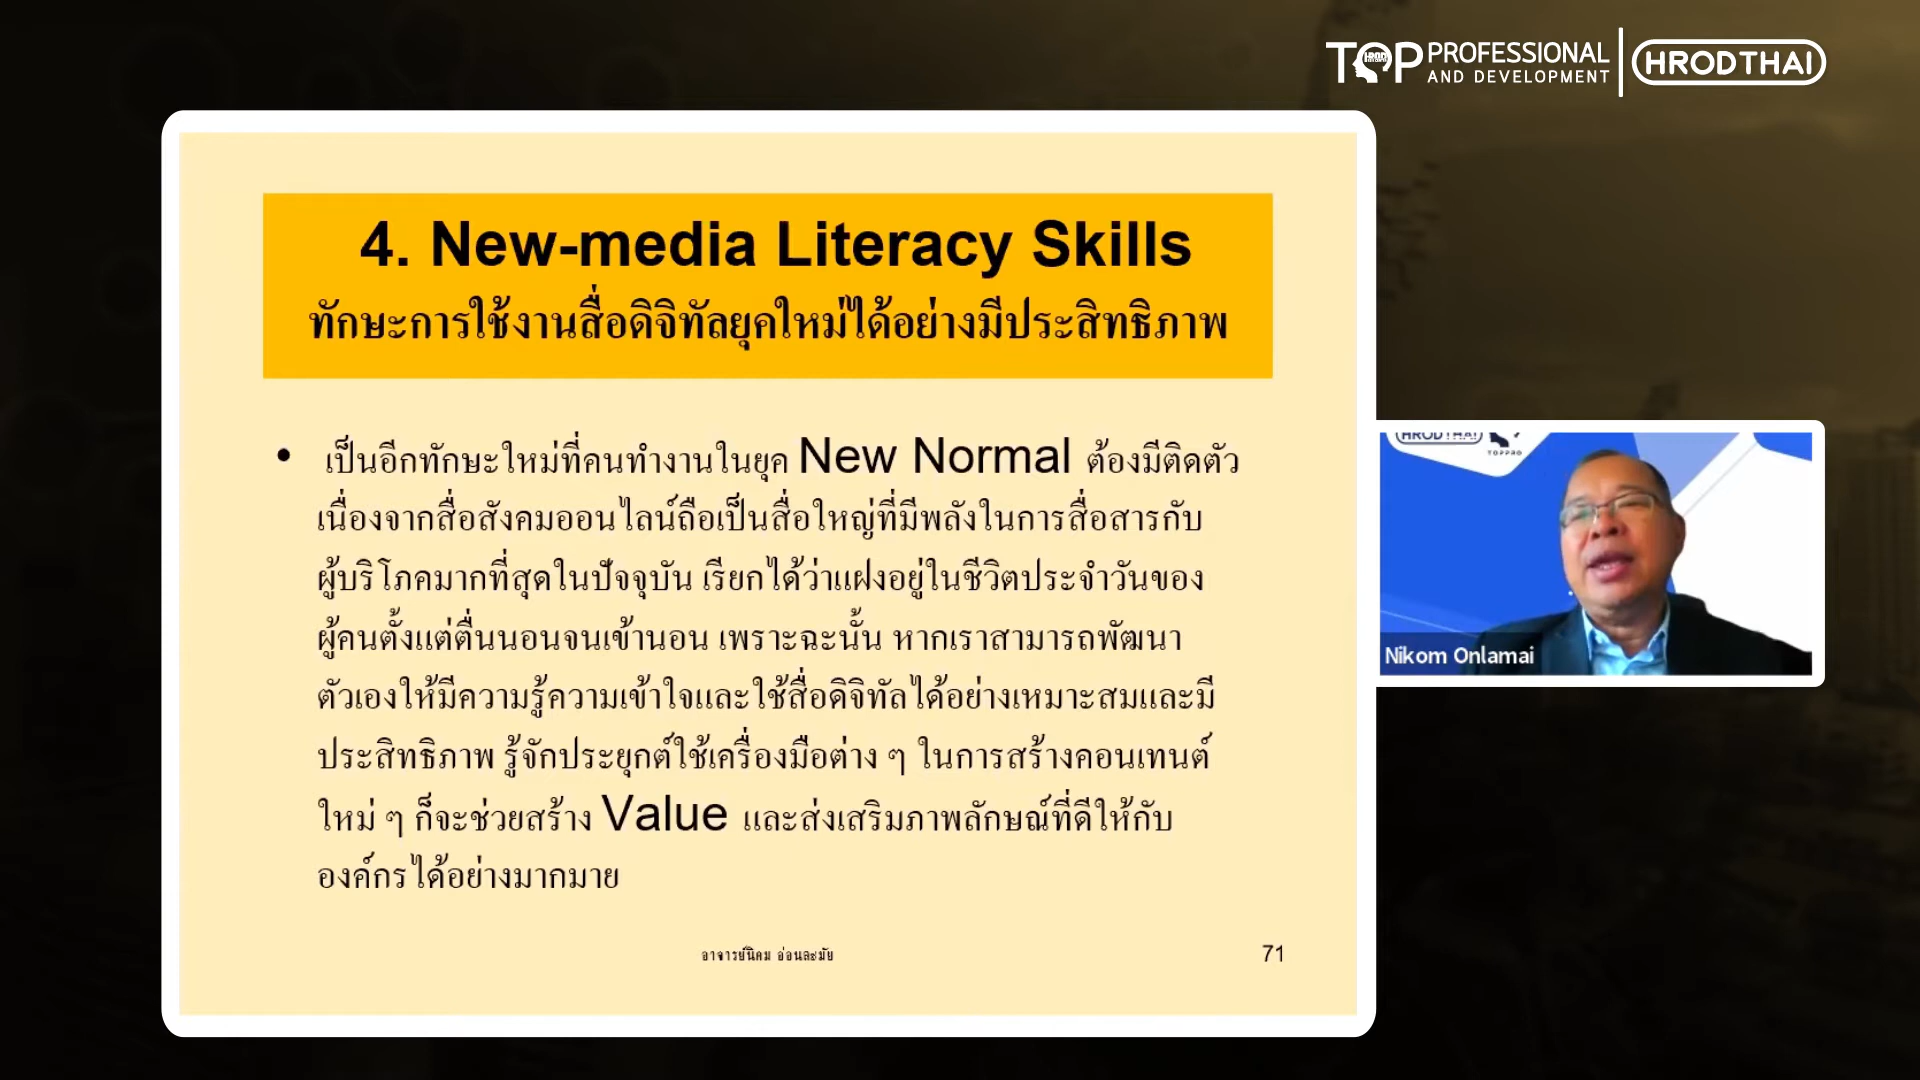 TOP PROFESSIONAL AND DEVELOPMENT
HRODTHAI
4. New-media Literacy Skills
ทักษะการใช้งานสื่อดิจิทัลยุคใหม่ได้อย่างมีประสิทธิภาพ
• เป็นอีกทักษะใหม่ที่คนทำงานในยุค New Normal ต้องมีติดตัว
เนื่องจากสื่อสังคมออนไลน์ถือเป็นสื่อใหญ่ที่มีพลังในการสื่อสารกับ
ผู้บริโภคมากที่สุดในปัจจุบัน เรียกได้ว่าแฝงอยู่ในชีวิตประจำวันของ
ผู้คนตั้งแต่ตื่นนอนจนเข้านอน เพราะฉะนั้น หากเราสามารถพัฒนา
ตัวเองให้มีความรู้ความเข้าใจและใช้สื่อดิจิทัลได้อย่างเหมาะสมและมี
ประสิทธิภาพ รู้จักประยุกต์ใช้เครื่องมือต่าง ๆ ในการสร้างคอนเทนต์
ใหม่ ๆ ก็จะช่วยสร้าง Value และส่งเสริมภาพลักษณ์ที่ดีให้กับ
องค์กรได้อย่างมากมาย
อาจารย์นิคม อ่อนละมัย
71
HRODTHAI
TOPPRO
Nikom Onlamai